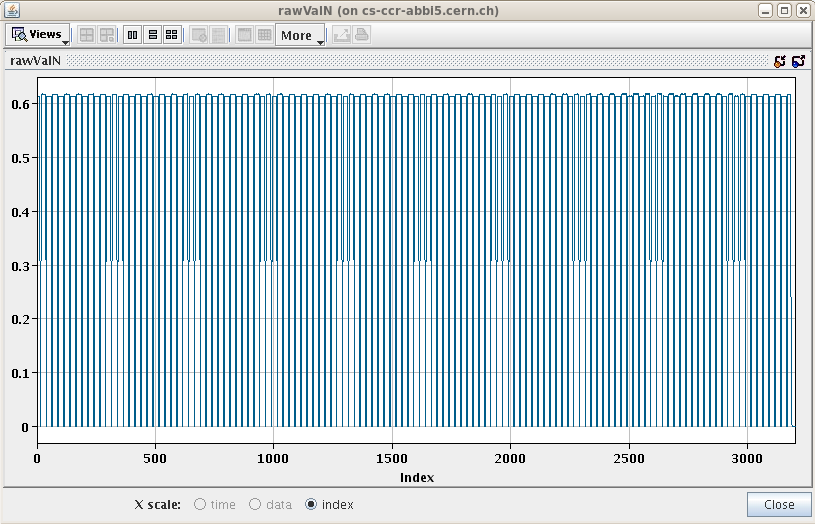 rawValN (on cs-ccr-abbi5.cern.ch)
Views More
rawValN
0.6
0.5
0.4
0.3
0.2
0.1
0
0 500 1000 1500 2000 2500 3000
Index
X scale: time data index Close